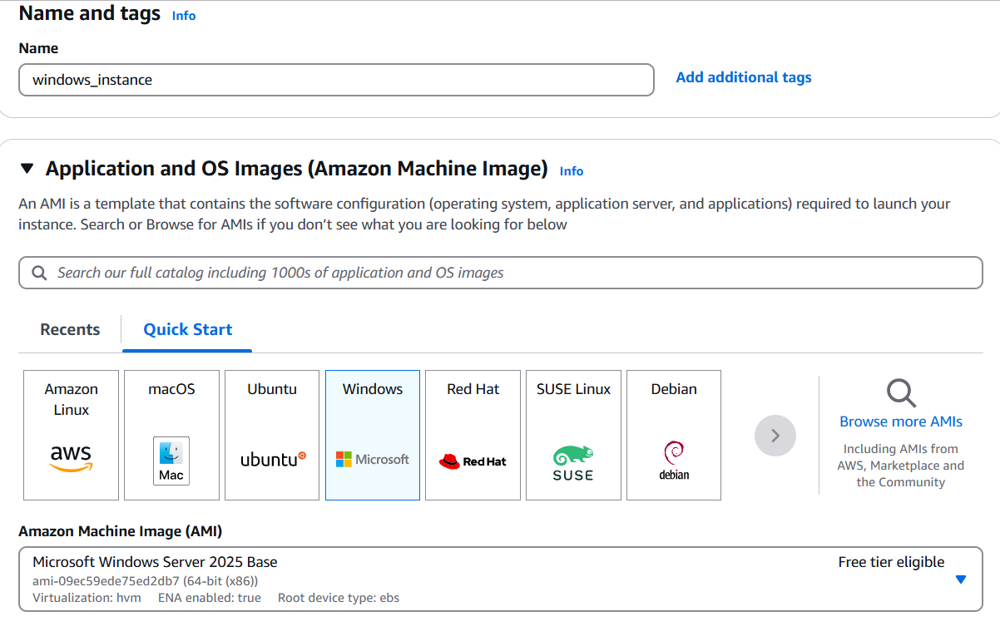 Name and tags Info
Name
windows_instance
Add additional tags
Application and OS Images (Amazon Machine Image) Info
An AMI is a template that contains the software configuration (operating system, application server, and applications) required to launch your
instance. Search or Browse for AMIs if you don’t see what you are looking for below
Search our full catalog including 1000s of application and OS images
Recents
Quick Start
Amazon
Linux
aws
macOS
Mac
Ubuntu
ubuntu
Windows
Microsoft
Red Hat
Red Hat
SUSE Linux
SUSE
Debian
debian
Browse more AMIs
Including AMIs from
AWS, Marketplace and
the Community
Amazon Machine Image (AMI)
Microsoft Windows Server 2025 Base
Free tier eligible
ami-09ec59ede75ed2db7 (64-bit (x86))
Virtualization: hvm ENA enabled: true Root device type: ebs